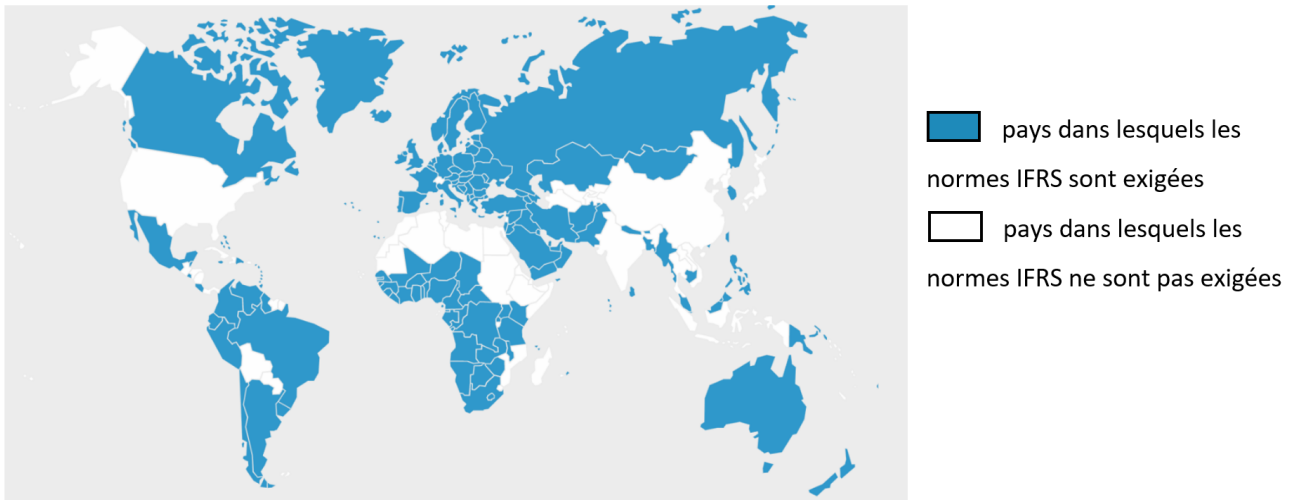 pays dans lesquels les
normes IFRS sont exigées
pays dans lesquels les
normes IFRS ne sont pas exigées